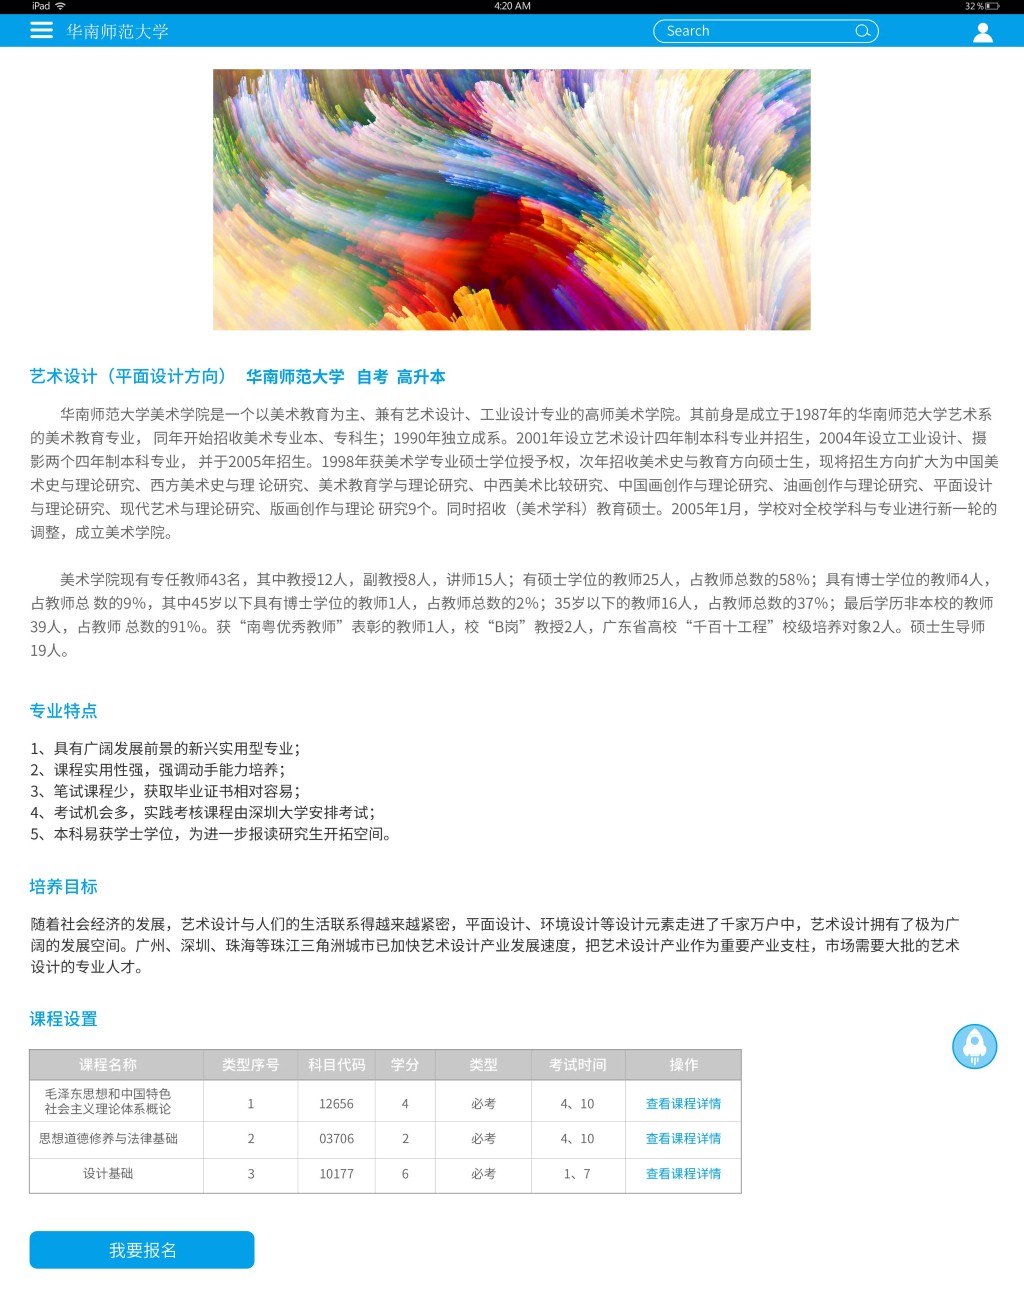 iPad
4:20 AM
32%
华南师范大学
Search
艺术设计（平面设计方向） 华南师范大学 自考 高升本
华南师范大学美术学院是一个以美术教育为主、兼有艺术设计、工业设计专业的高师美术学院。其前身是成立于1987年的华南师范大学艺术系
的美术教育专业， 同年开始招收美术专业本、专科生；1990年独立成系。2001年设立艺术设计四年制本科专业并招生，2004年设立工业设计、摄
影两个四年制本科专业， 并于2005年招生。1998年获美术学专业硕士学位授予权，次年招收美术史与教育方向硕士生，现将招生方向扩大为中国美
术史与理论研究、西方美术史与理 论研究、美术教育学与理论研究、中西美术比较研究、中国画创作与理论研究、油画创作与理论研究、平面设计
与理论研究、现代艺术与理论研究、版画创作与理论 研究9个。同时招收（美术学科）教育硕士。2005年1月，学校对全校学科与专业进行新一轮的
调整，成立美术学院。
美术学院现有专任教师43名，其中教授12人，副教授8人，讲师15人；有硕士学位的教师25人，占教师总数的58%；具有博士学位的教师4人，
占教师总 数的9%，其中45岁以下具有博士学位的教师1人，占教师总数的2%；35岁以下的教师16人，占教师总数的37%；最后学历非本校的教师
39人，占教师 总数的91%。获“南粤优秀教师”表彰的教师1人，校“B岗”教授2人，广东省高校“千百十工程”校级培养对象2人。硕士生导师
19人。
专业特点
1、具有广阔发展前景的新兴实用型专业；
2、课程实用性强，强调动手能力培养；
3、笔试课程少，获取毕业证书相对容易；
4、考试机会多，实践考核课程由深圳大学安排考试；
5、本科易获学士学位，为进一步报读研究生开拓空间。
培养目标
随着社会经济的发展，艺术设计与人们的生活联系得越来越紧密，平面设计、环境设计等设计元素走进了千家万户中，艺术设计拥有了极为广
阔的发展空间。广州、深圳、珠海等珠江三角洲城市已加快艺术设计产业发展速度，把艺术设计产业作为重要产业支柱，市场需要大批的艺术
设计的专业人才。
课程设置
课程名称 类型序号 科目代码 学分 类型 考试时间 操作
毛泽东思想和中国特色
社会主义理论体系概论 1 12656 4 必考 4、10 查看课程详情
思想道德修养与法律基础 2 03706 2 必考 4、10 查看课程详情
设计基础 3 10177 6 必考 1、7 查看课程详情
我要报名